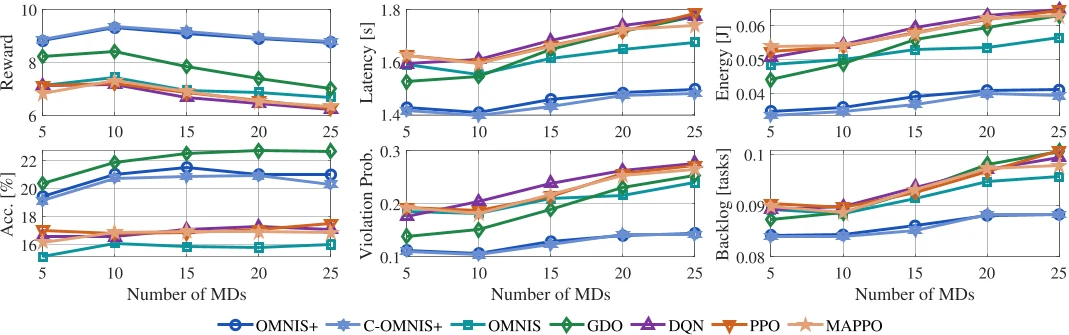 10
8
6
Reward
5 10 15 20 25
1.8
1.6
1.4
Latency [s]
5 10 15 20 25
0.06
0.05
0.04
Energy [J]
5 10 15 20 25
22
20
18
16
Acc. [%]
5 10 15 20 25
Number of MDs
0.3
0.2
0.1
Violation Prob.
5 10 15 20 25
Number of MDs
0.1
0.09
0.08
Backlog [tasks]
5 10 15 20 25
Number of MDs
OMNIS+ C-OMNIS+ OMNIS GDO DQN PPO MAPPO